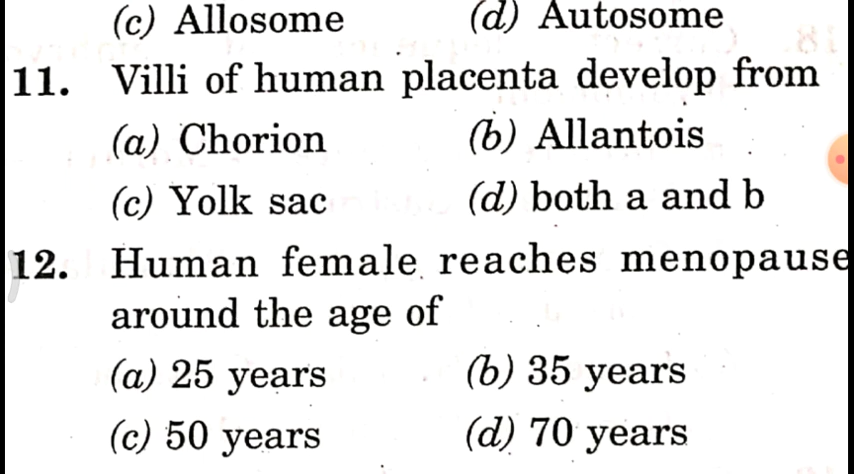 (c) Allosome (d) Autosome
11. Villi of human placenta develop from
(a) Chorion (b) Allantois
(c) Yolk sac (d) both a and b
12. Human female reaches menopause
around the age of
(a) 25 years (b) 35 years
(c) 50 years (d) 70 years